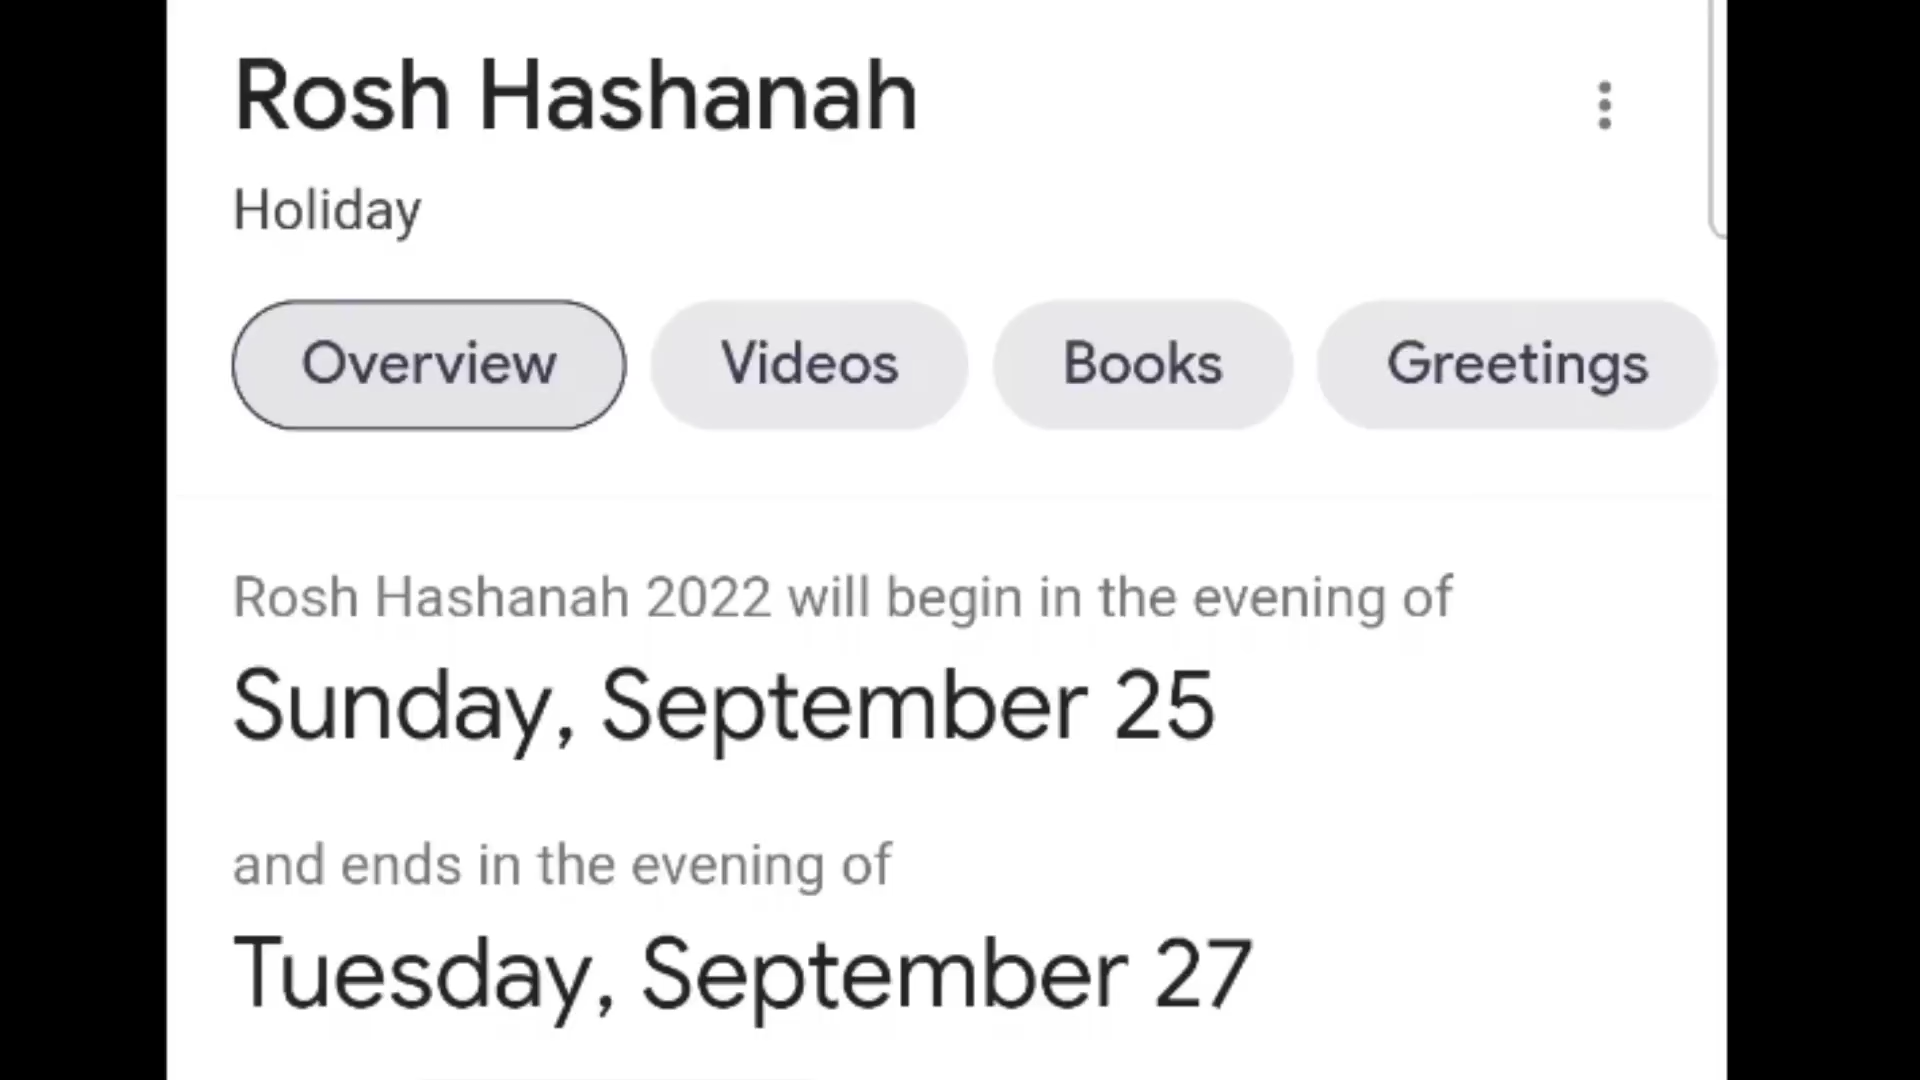 Rosh Hashanah
Holiday
Overview Videos Books Greetings
Rosh Hashanah 2022 will begin in the evening of
Sunday, September 25
and ends in the evening of
Tuesday, September 27